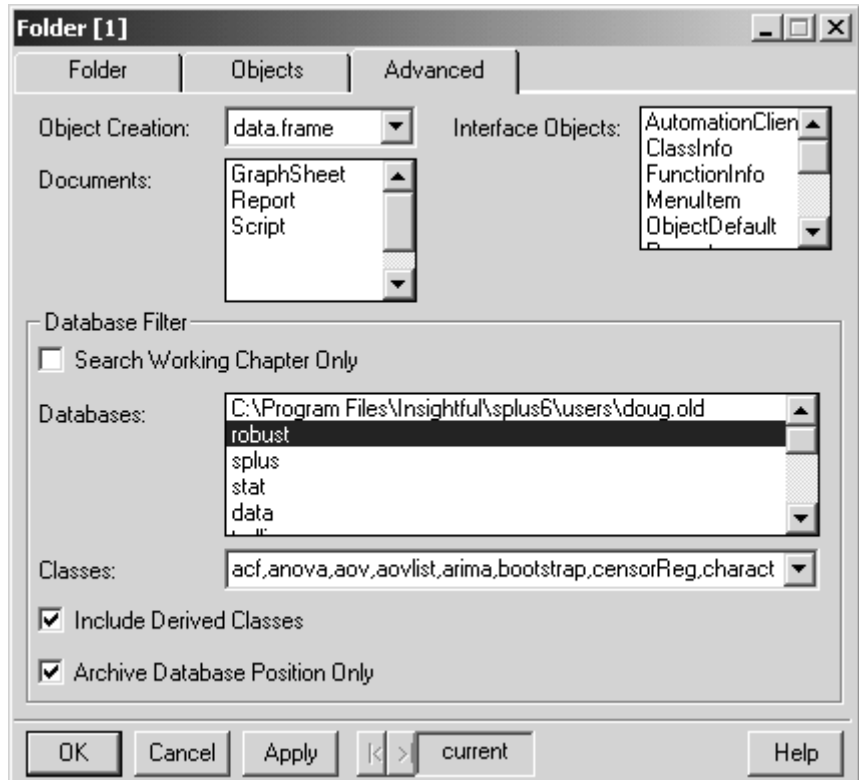 Folder [1]
Folder Objects Advanced
Object Creation: data.frame
Documents:
GraphSheet
Report
Script
Interface Objects:
AutomationClien
ClassInfo
FunctionInfo
MenuItem
ObjectDefault
Database Filter
Search Working Chapter Only
Databases:
C:\Program Files\Insightful\splus6\users\doug.old
robust
splus
stat
data
Classes: acf,anova,aov,aovlist,arima,bootstrap,censorReg,charact
Include Derived Classes
Archive Database Position Only
OK Cancel Apply current Help